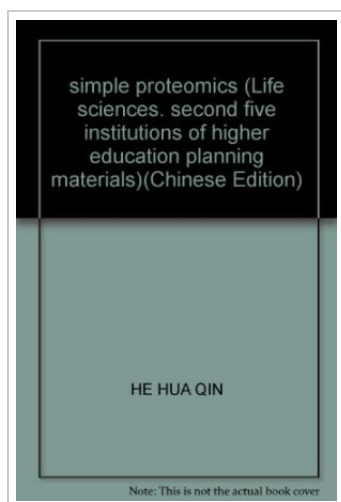 simple proteomics (Life
sciences. second five
institutions of higher
education planning
materials)(Chinese Edition)
HE HUA QIN
Note: This is not the actual book cover